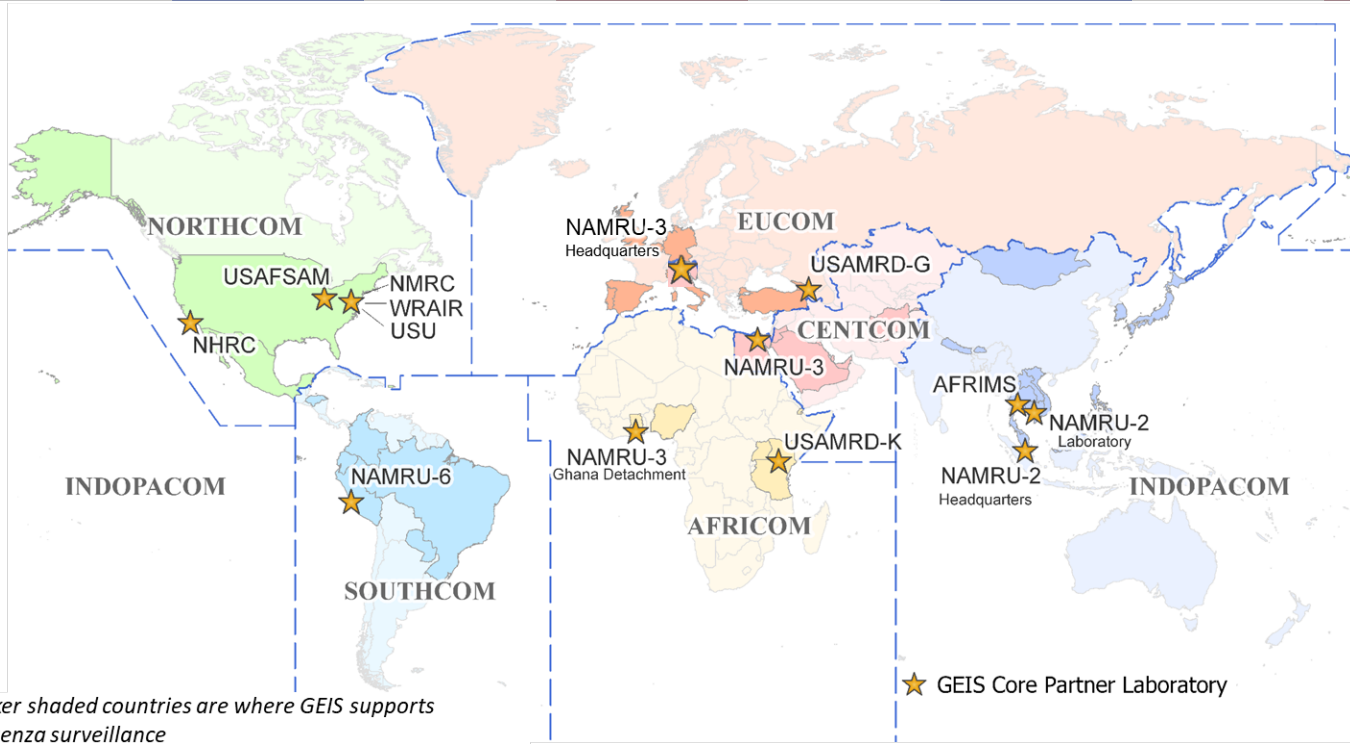 NORTHCOM
USAFSAM
NMRC
WRAIR
USU
NHRC
INDOPACOM
NAMRU-6
SOUTHCOM
NAMRU-3
Headquarters
EUCOM
USAMRD-G
CENTCOM
NAMRU-3
NAMRU-3
Ghana Detachment
USAMRD-K
AFRICOM
AFRIMS
NAMRU-2
Laboratory
NAMRU-2
Headquarters
INDOPACOM
GEIS Core Partner Laboratory
shaded countries are where GEIS supports
surveillance